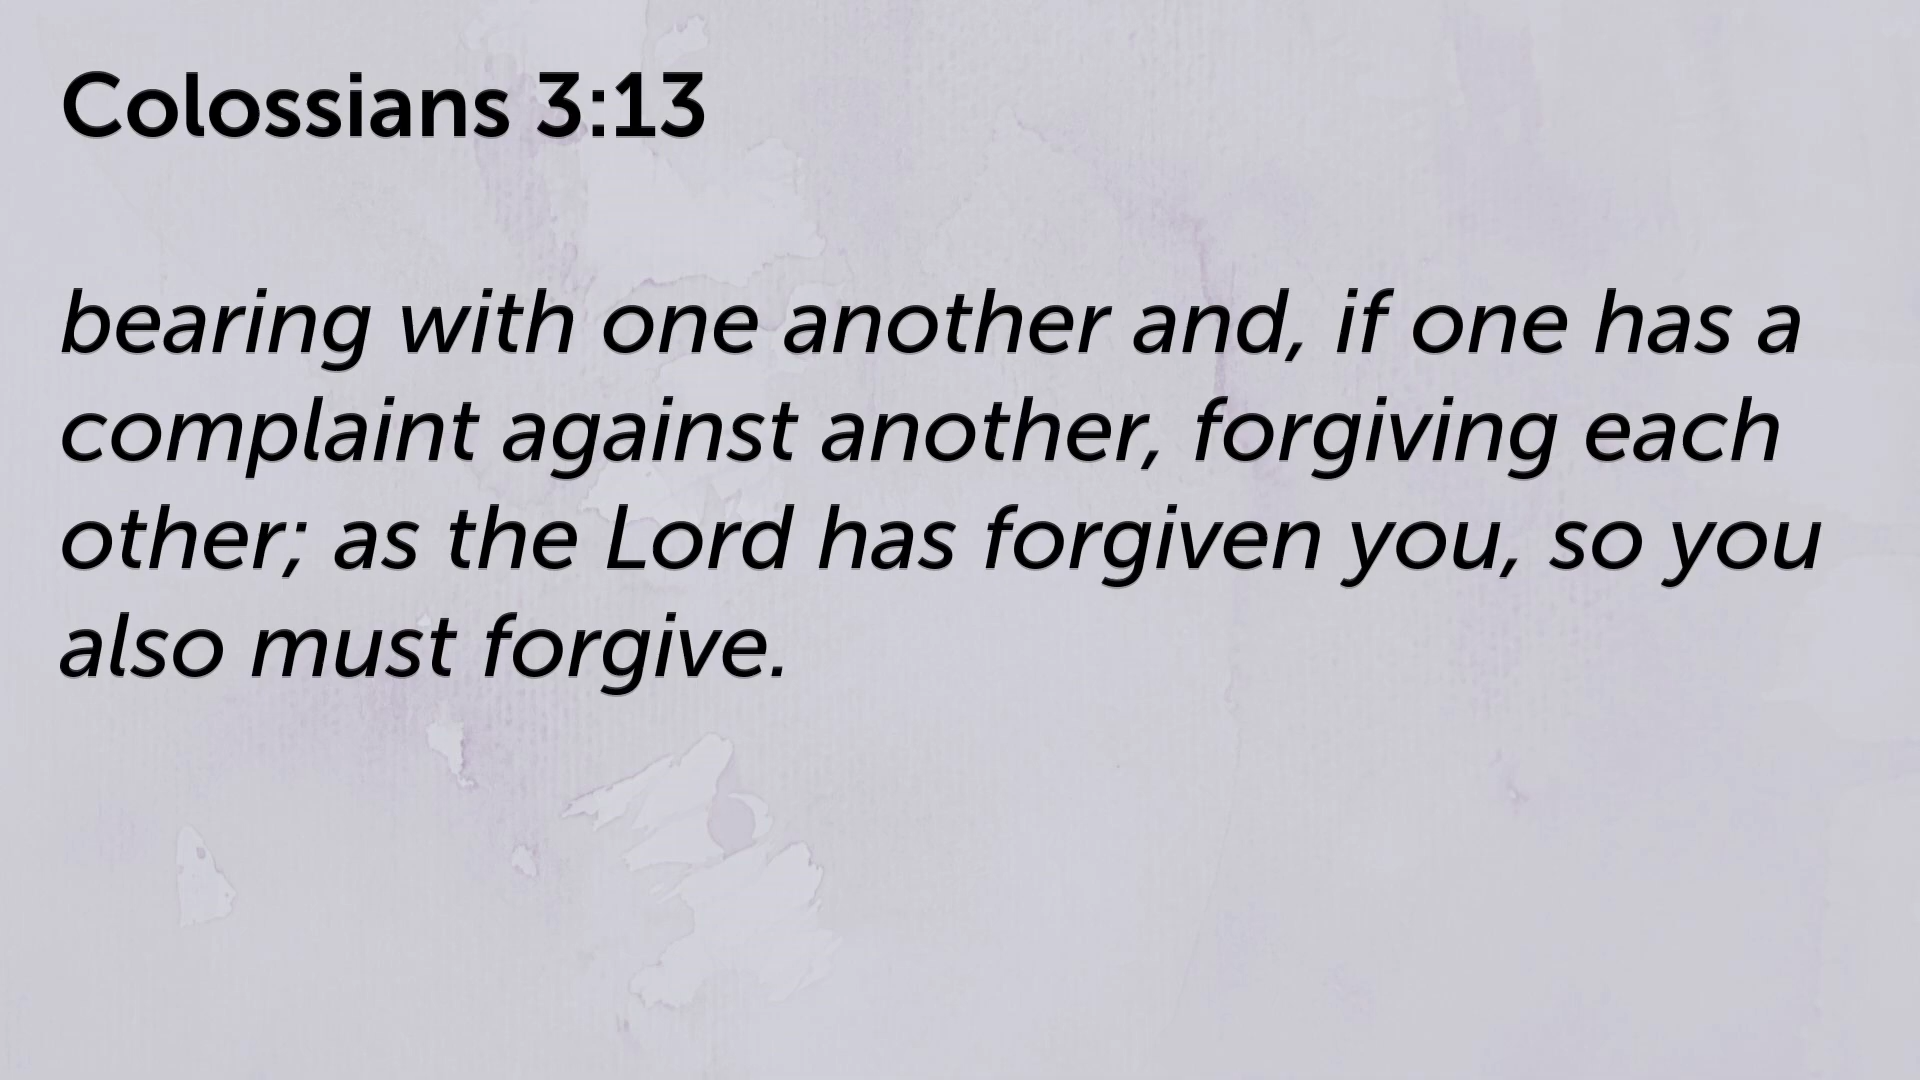 Colossians 3:13
bearing with one another and, if one has a
complaint against another, forgiving each
other; as the Lord has forgiven you, so you
also must forgive.